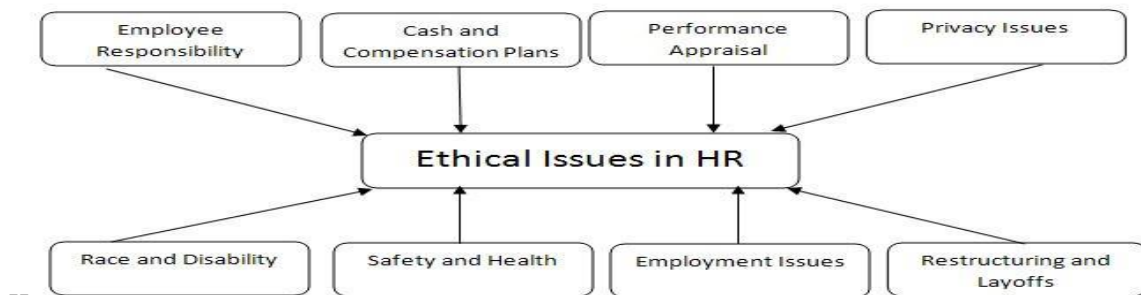 Employee
Responsibility
Cash and
Compensation Plans
Performance
Appraisal
Privacy Issues
Ethical Issues in HR
Race and Disability
Safety and Health
Employment Issues
Restructuring and
Layoffs